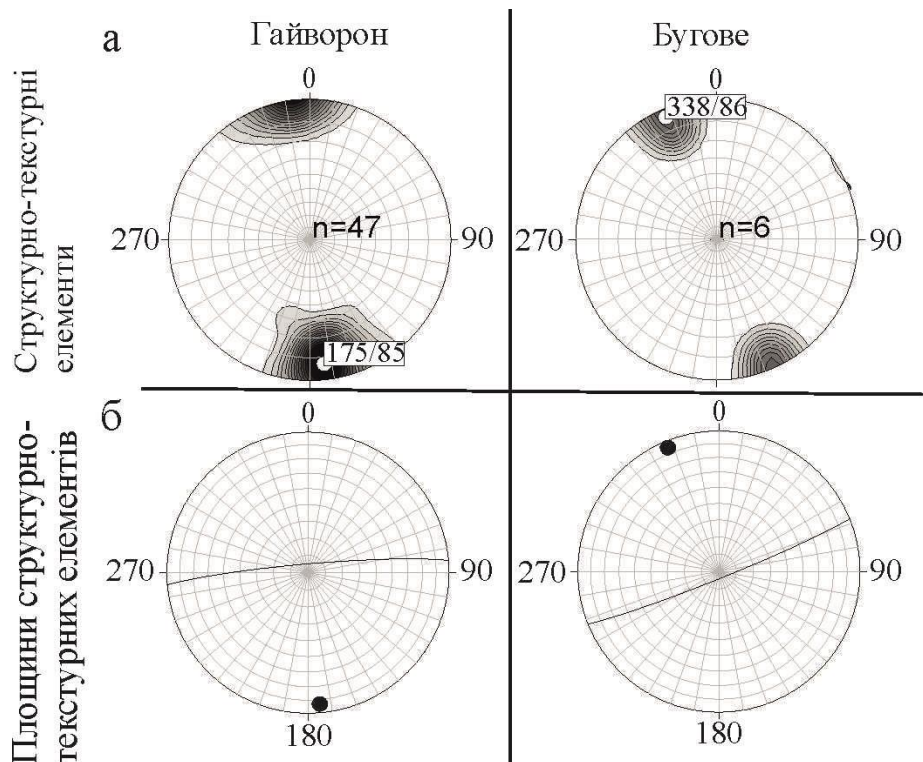 а
Гайворон
Бугове
Структурно-текстурні
елементи
0
338/86
270
n=47
90
175/85
0
270
n=6
90
б
Площини структурно-
текстурних елементів
0
270
90
180
0
270
90
180